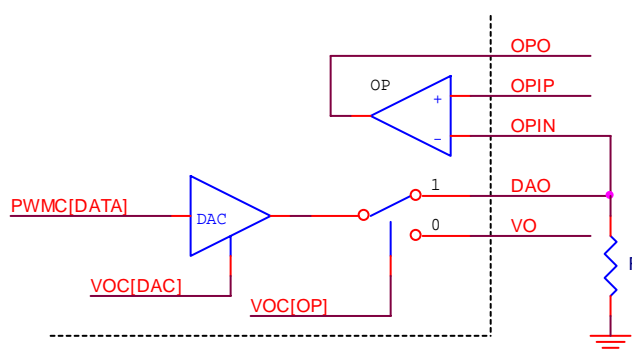 OPO
OP
OPIP
+
OPIN
-
1
DAO
PWMC[DATA]
DAC
0
VO
R
VOC[DAC]
VOC[OP]